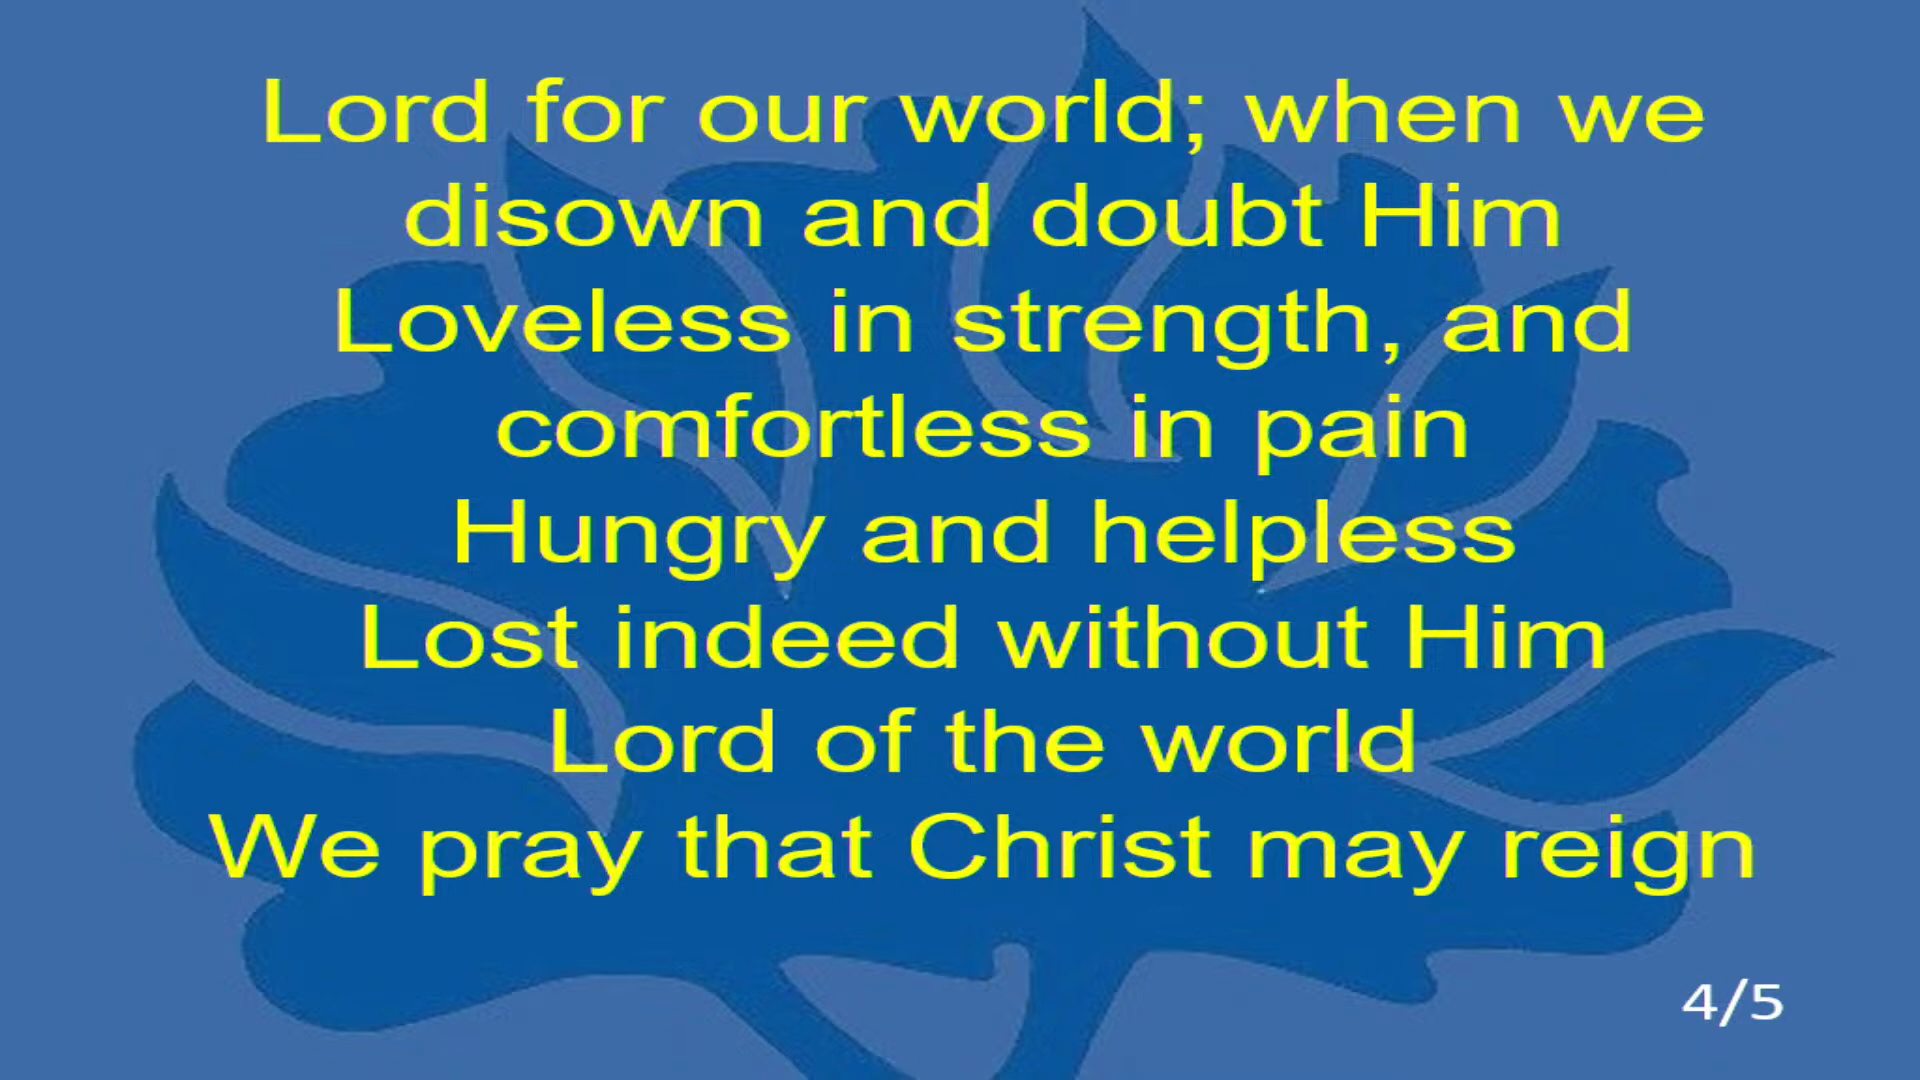 Lord for our world; when we
disown and doubt Him
Loveless in strength, and
comfortless in pain
Hungry and helpless
Lost indeed without Him
Lord of the world
We pray that Christ may reign
4/5